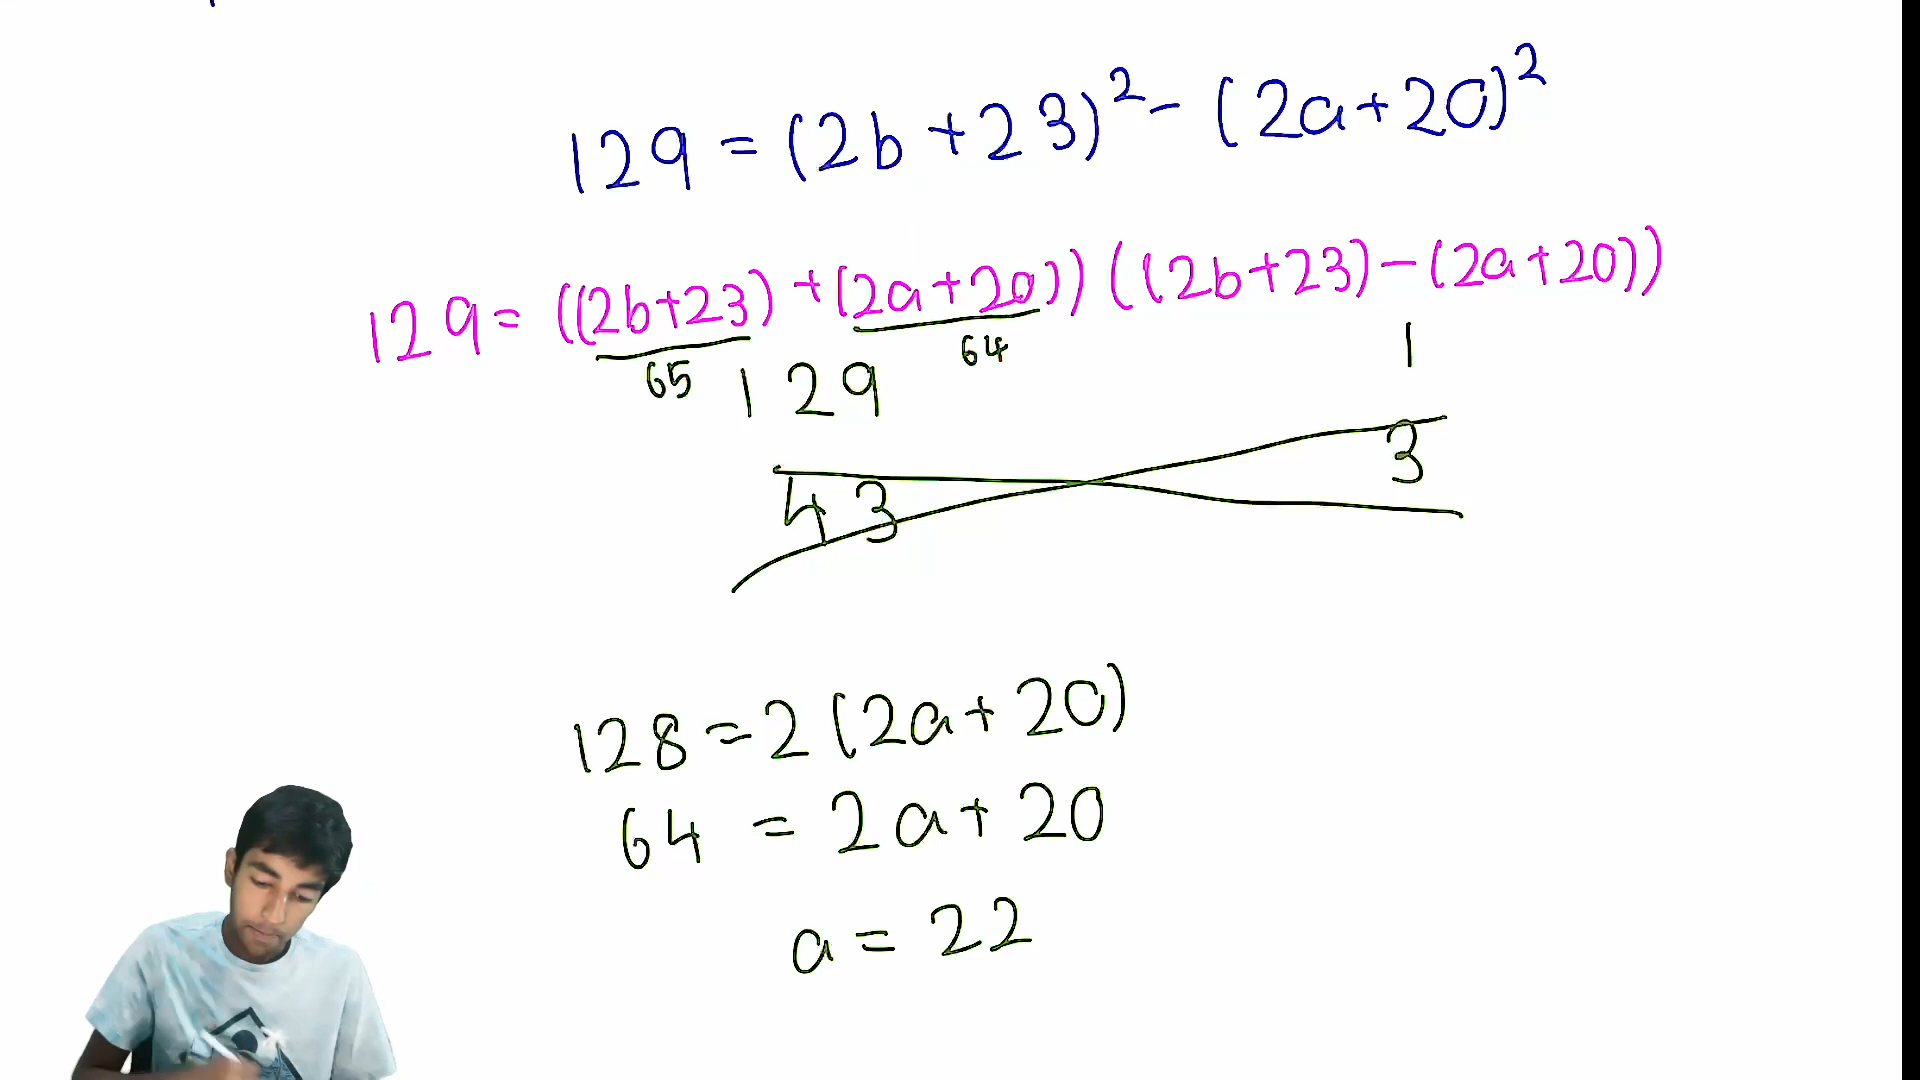 129 = (2b+23)² - (2a+20)²
129 = ((2b+23) + (2a+20)) ((2b+23) - (2a+20))
65 64 1
129
43 3
128 = 2(2a+20)
64 = 2a+20
a = 22